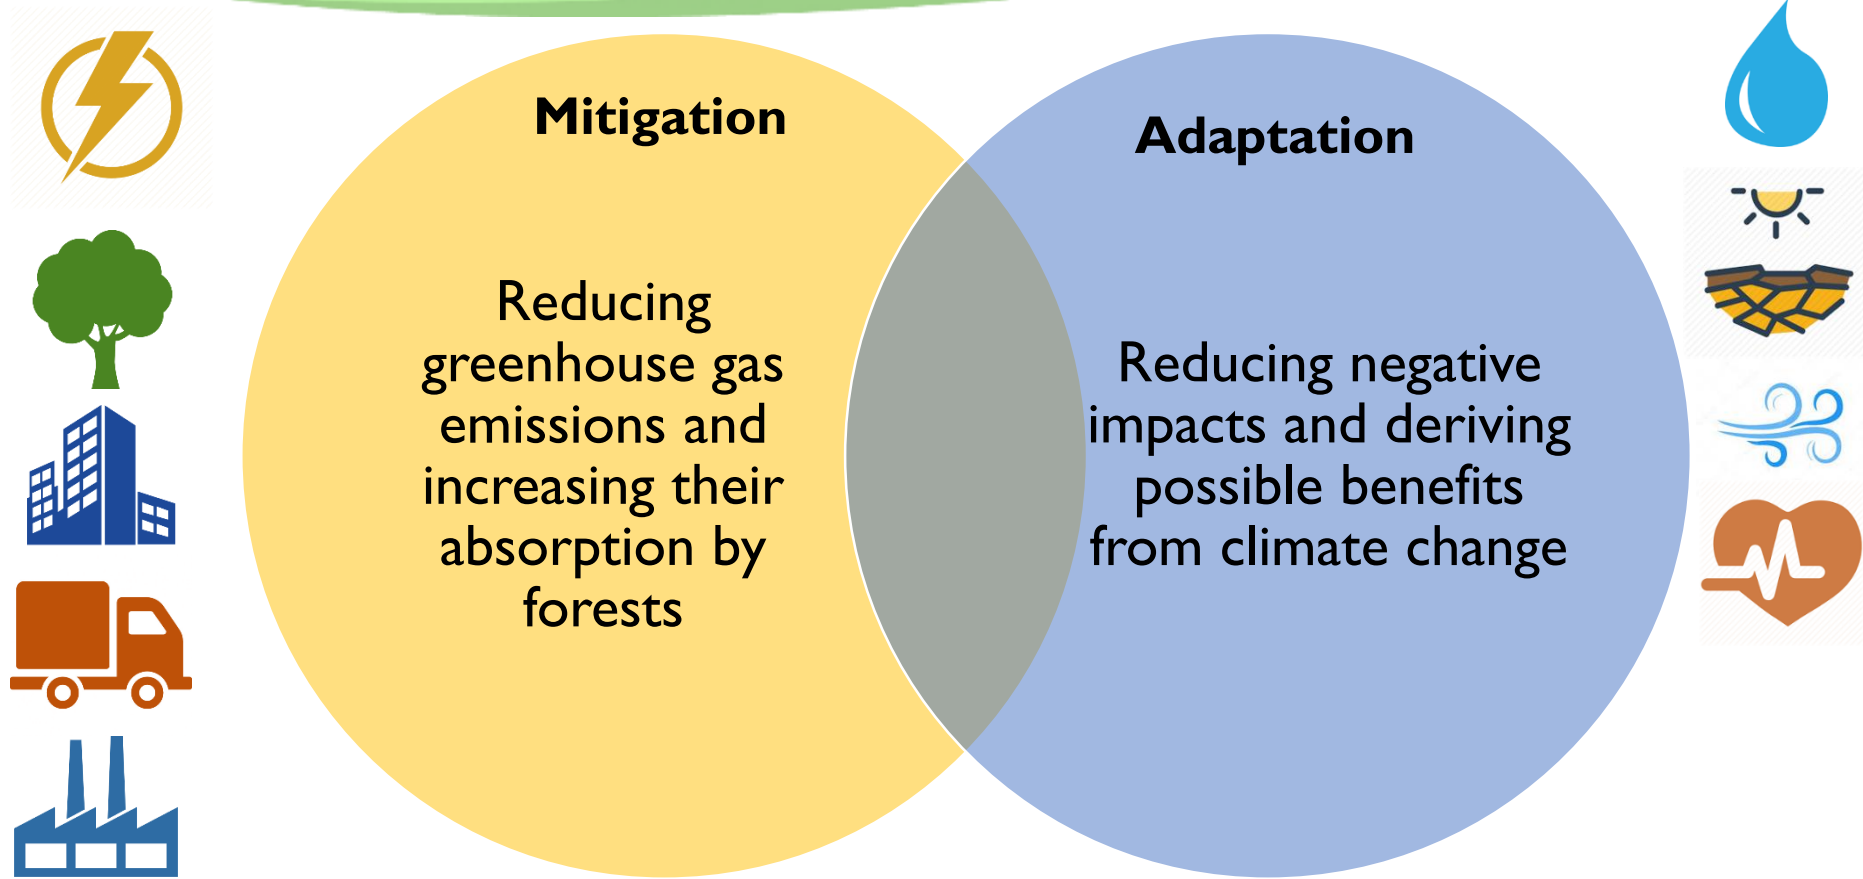 Mitigation
Reducing
greenhouse gas
emissions and
increasing their
absorption by
forests
Adaptation
Reducing negative
impacts and deriving
possible benefits
from climate change